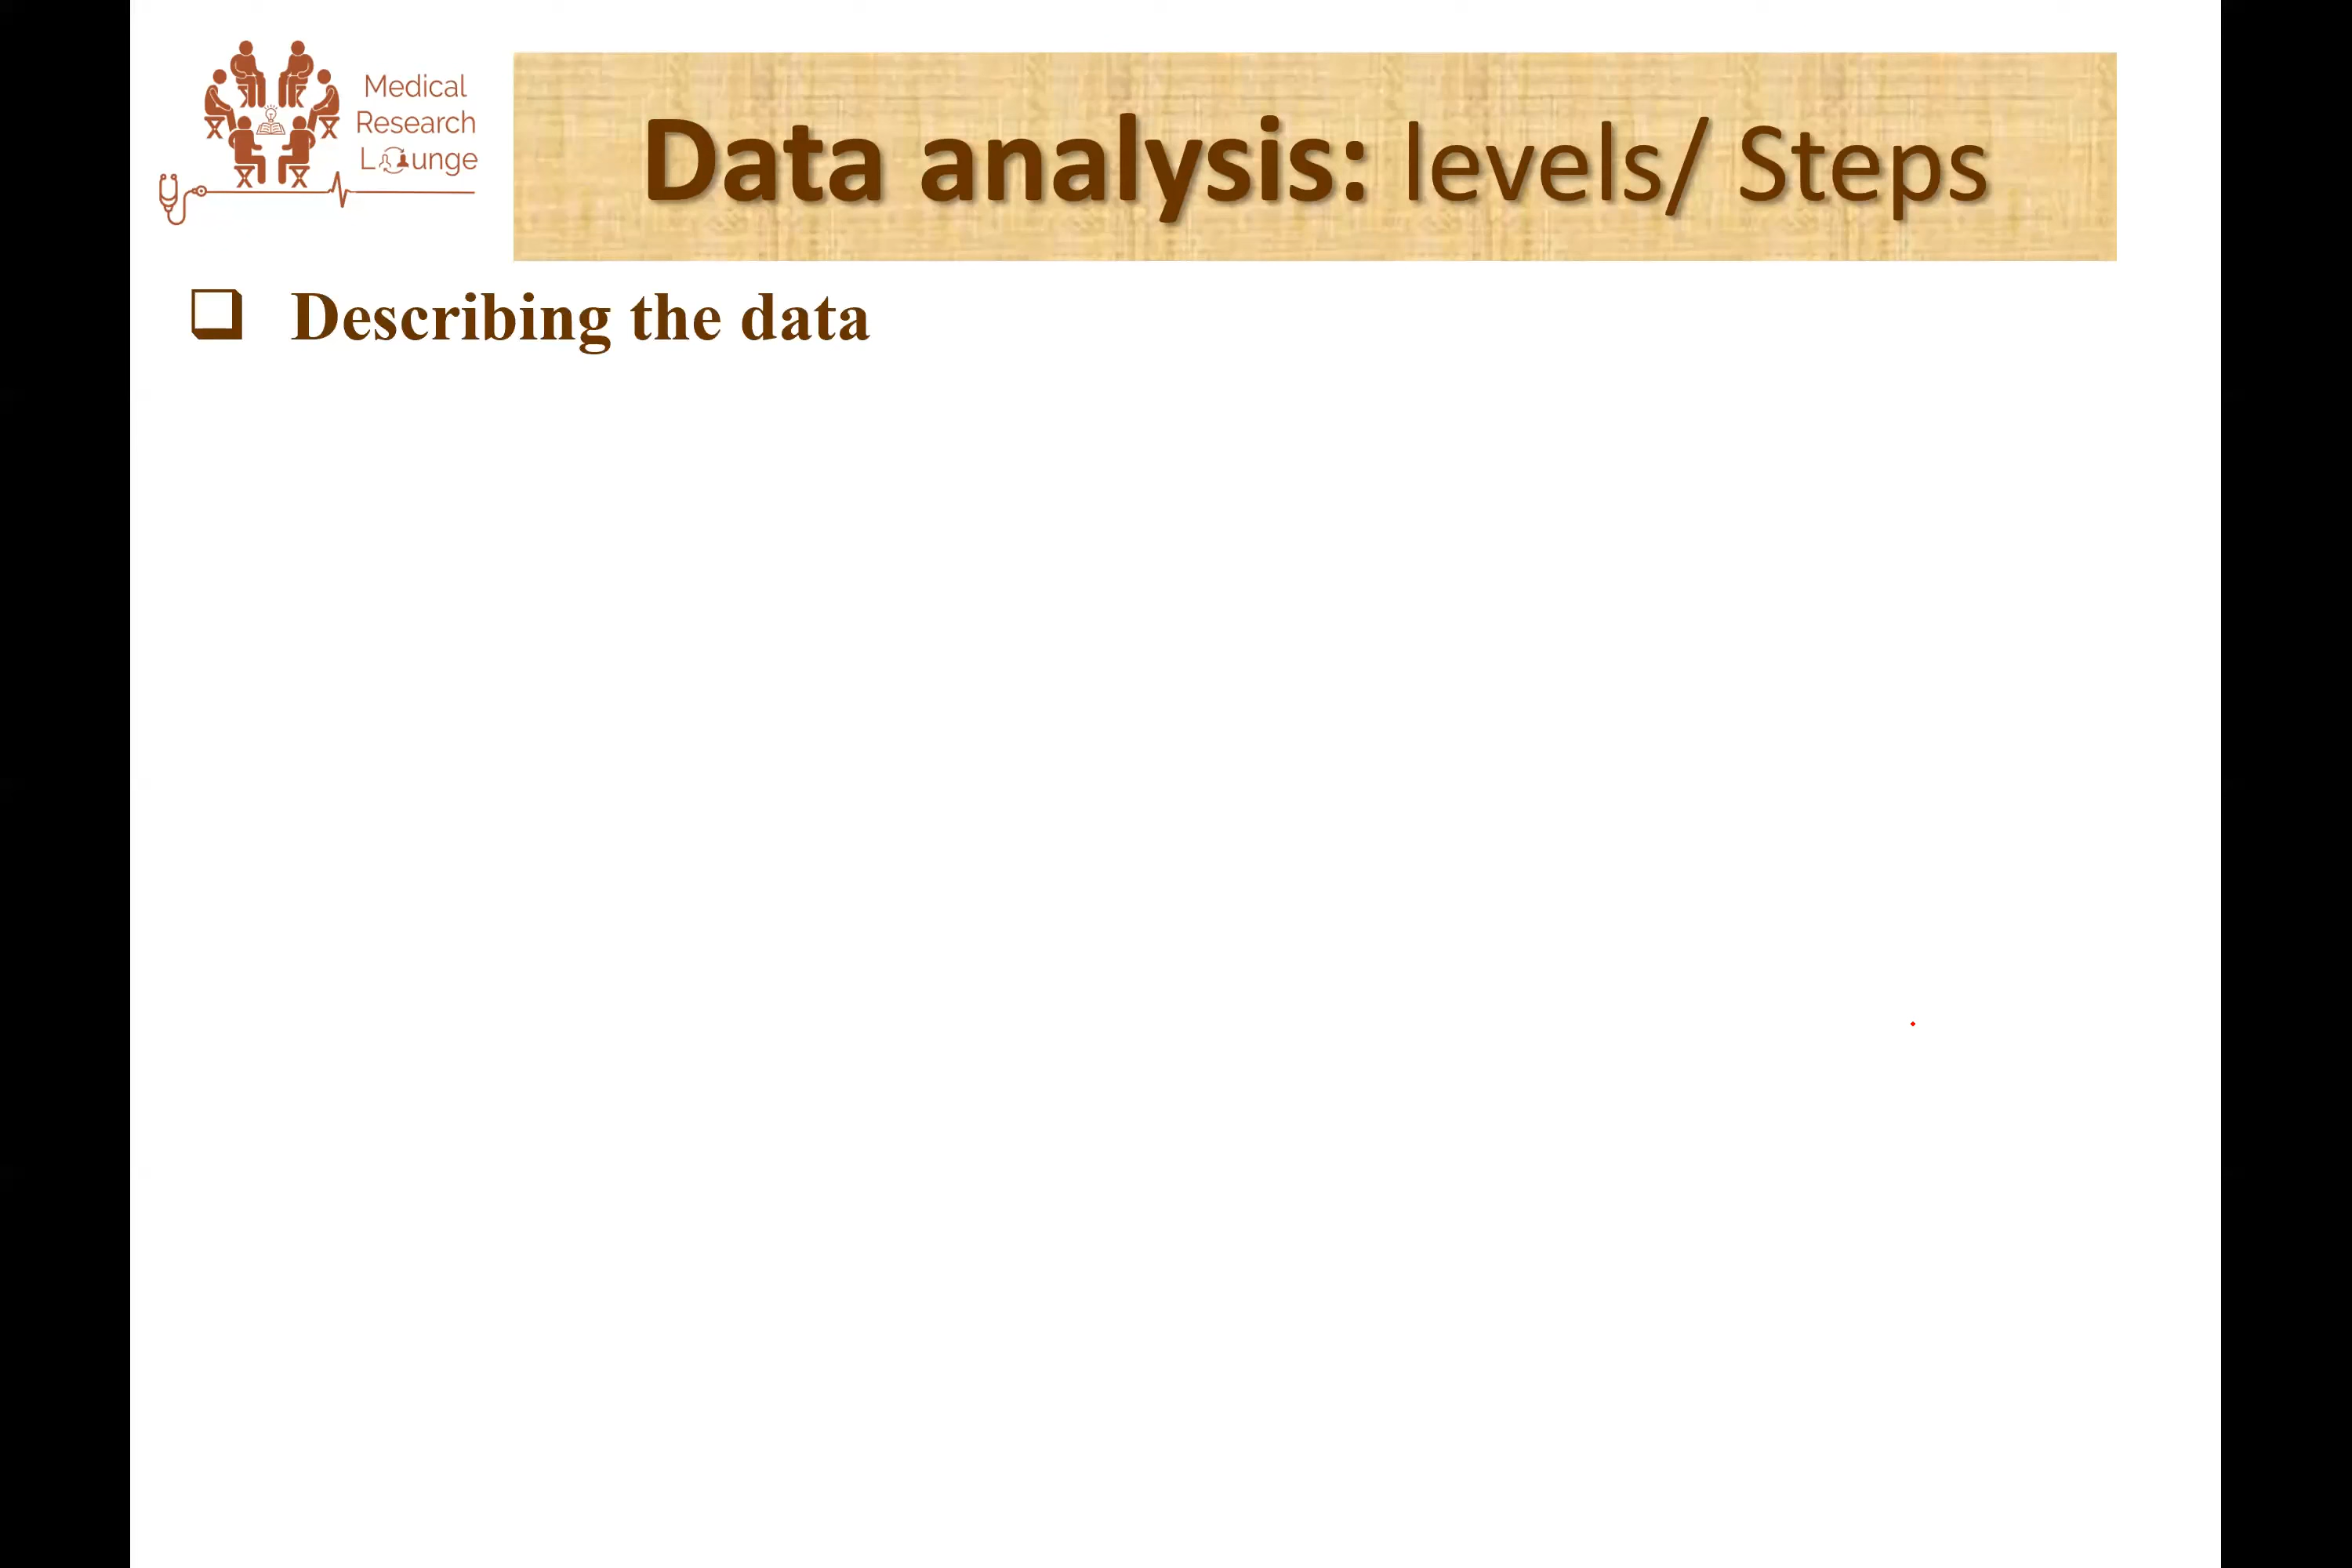 Medical
Research
Lounge
Data analysis: levels/ Steps
Describing the data